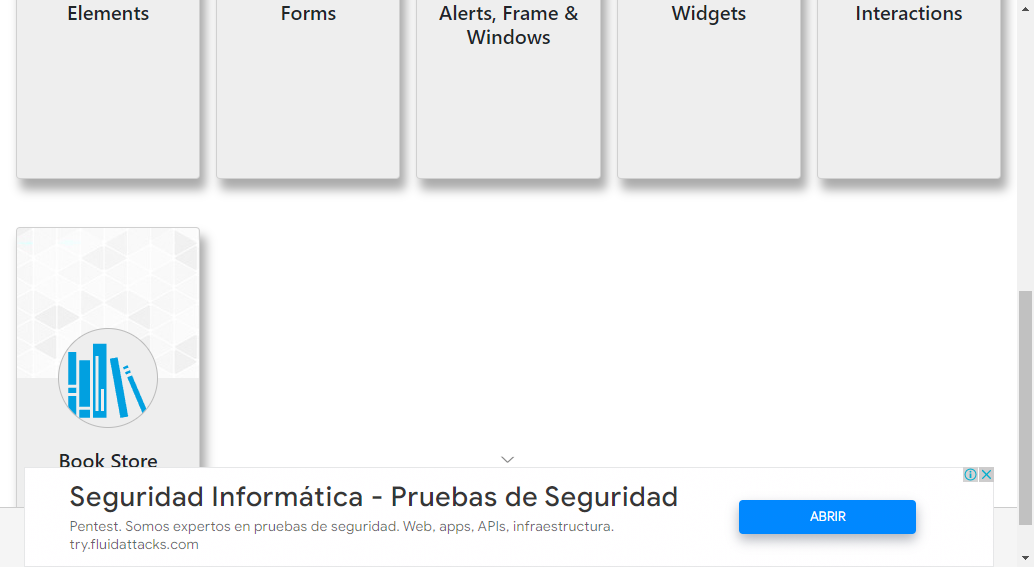 Elements
Forms
Alerts, Frame &
Windows
Widgets
Interactions
Book Store
Seguridad Informática - Pruebas de Seguridad
Pentest. Somos expertos en pruebas de seguridad. Web, apps, APIs, infraestructura.
try.fluidattacks.com
ABRIR